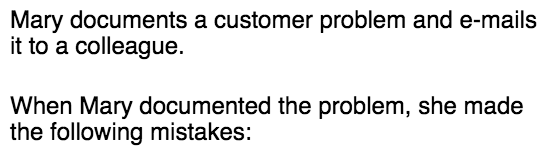 Mary documents a customer problem and e-mails
it to a colleague.
When Mary documented the problem, she made
the following mistakes: